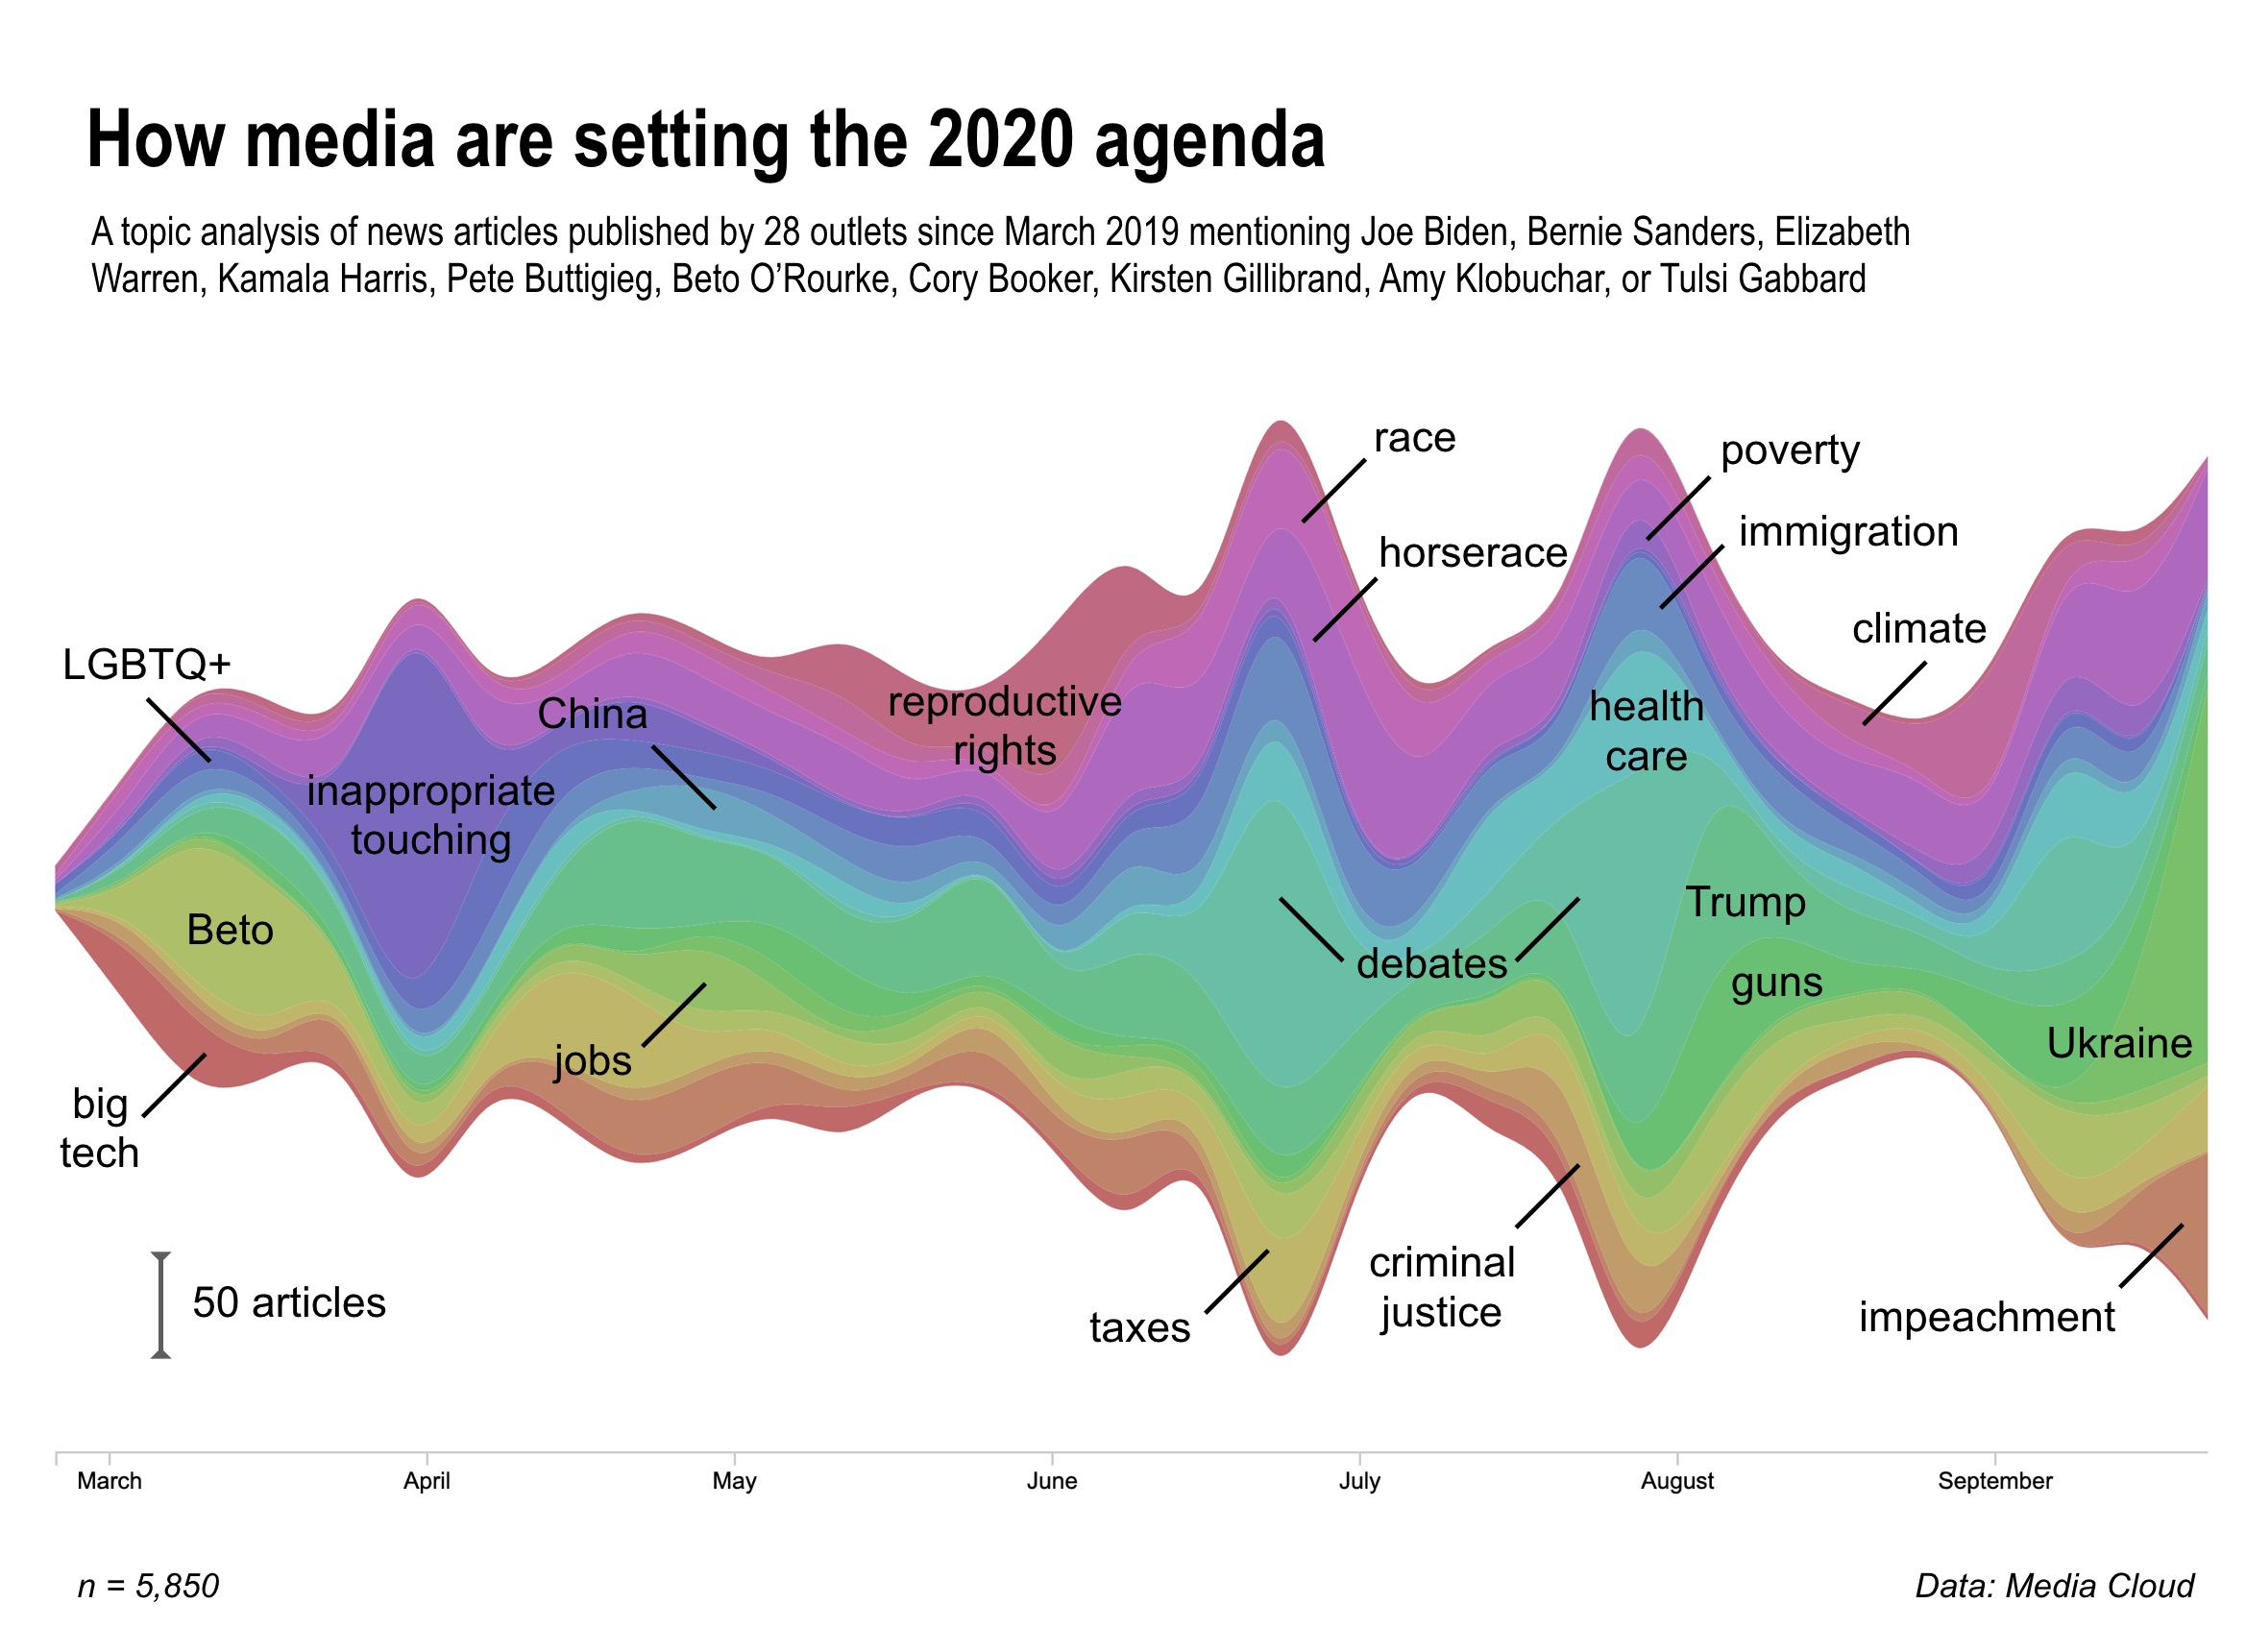 How media are setting the 2020 agenda
A topic analysis of news articles published by 28 outlets since March 2019 mentioning Joe Biden, Bernie Sanders, Elizabeth
Warren, Kamala Harris, Pete Buttigieg, Beto O’Rourke, Cory Booker, Kirsten Gillibrand, Amy Klobuchar, or Tulsi Gabbard
race
poverty
immigration
horserace
climate
LGBTQ+
China
reproductive
rights
health
care
inappropriate
touching
Beto
Trump
debates
guns
jobs
Ukraine
big
tech
criminal
justice
taxes
impeachment
50 articles
March
April
May
June
July
August
September
n = 5,850
Data: Media Cloud